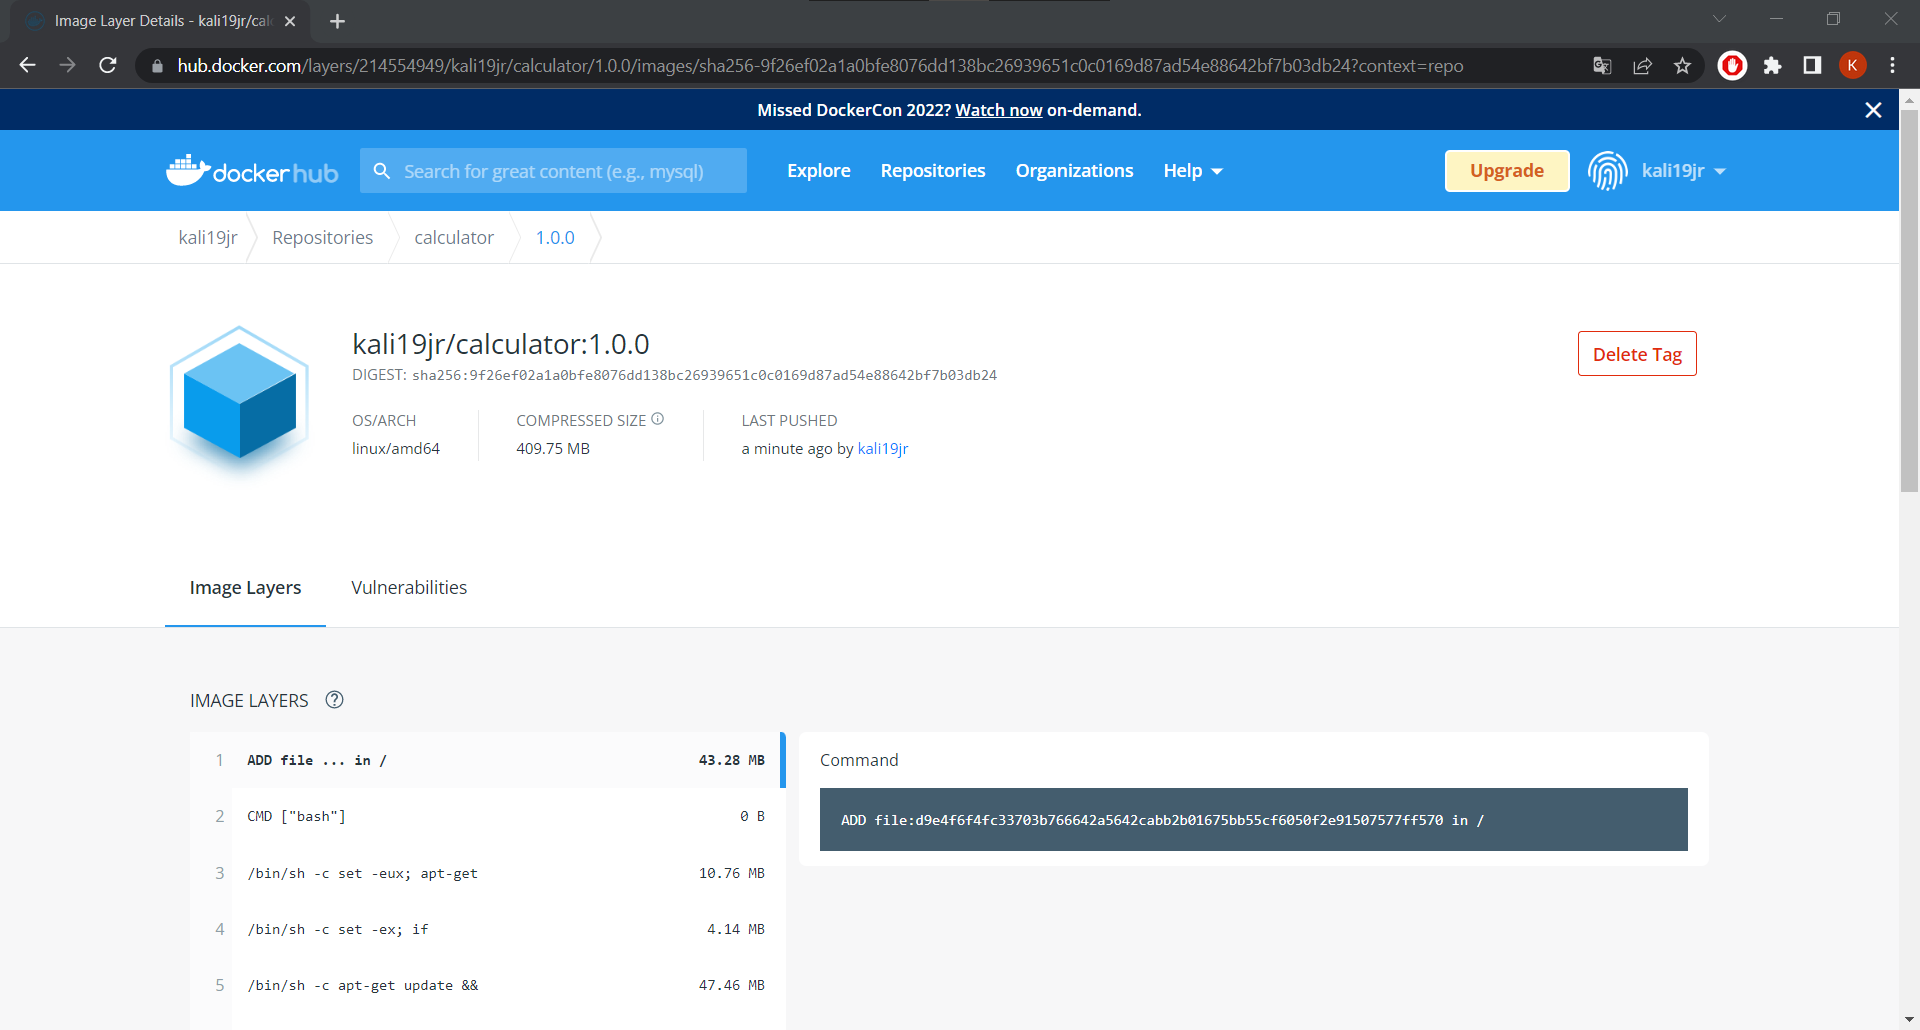 Image Layer Details - kali19jr/cal
hub.docker.com/layers/214554949/kali19jr/calculator/1.0.0/images/sha256-9f26ef02a1a0bfe8076dd138bc26939651c0c0169d87ad54e88642bf7b03db24?context=repo
K
Missed DockerCon 2022? Watch now on-demand.
dockerhub
Search for great content (e.g., mysql)
Explore
Repositories
Organizations
Help
Upgrade
kali19jr
kali19jr
Repositories
calculator
1.0.0
kali19jr/calculator:1.0.0
DIGEST: sha256:9f26ef02a1a0bfe8076dd138bc26939651c0c0169d87ad54e88642bf7b03db24
Delete Tag
OS/ARCH
linux/amd64
COMPRESSED SIZE
409.75 MB
LAST PUSHED
a minute ago by kali19jr
Image Layers
Vulnerabilities
IMAGE LAYERS
1 ADD file ... in / 43.28 MB
2 CMD ["bash"] 0 B
3 /bin/sh -c set -eux; apt-get 10.76 MB
4 /bin/sh -c set -ex; if 4.14 MB
5 /bin/sh -c apt-get update && 47.46 MB
Command
ADD file:d9e4f6f4fc33703b766642a5642cabb2b01675bb55cf6050f2e91507577ff570 in /